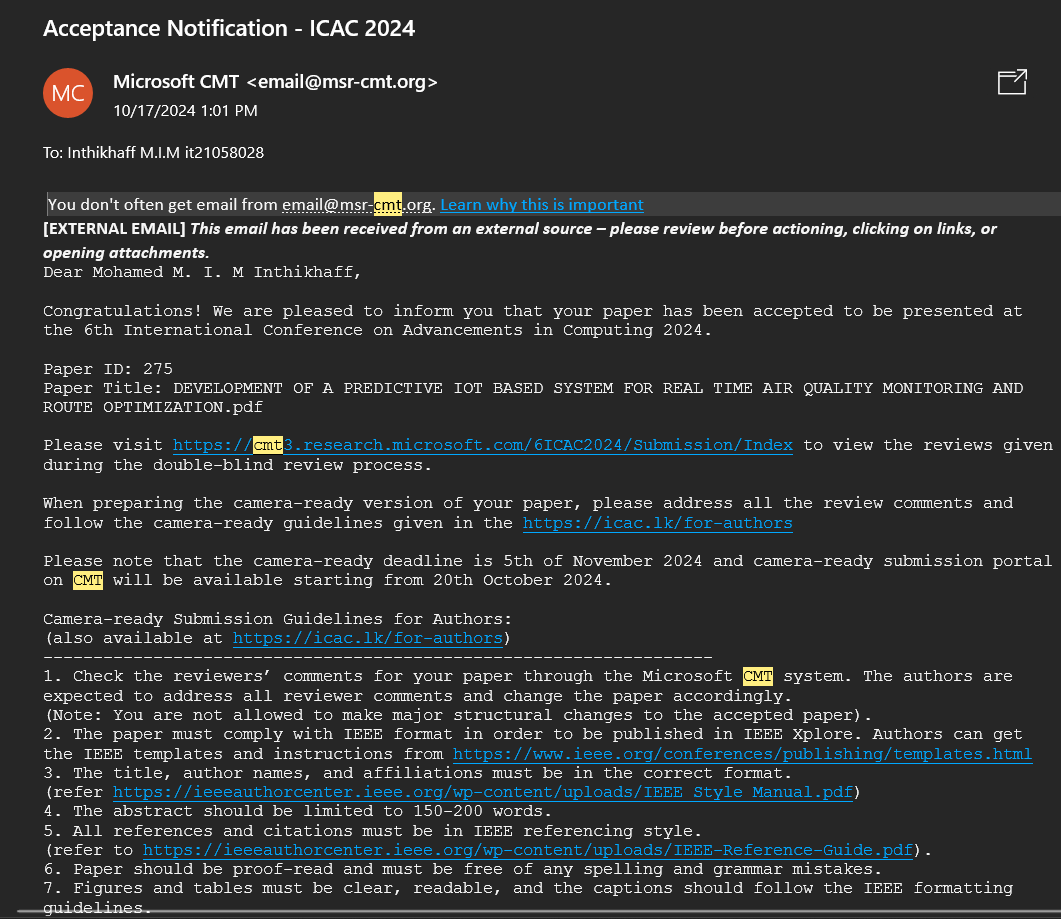 Acceptance Notification - ICAC 2024
MC
Microsoft CMT <email@msr-cmt.org>
10/17/2024 1:01 PM
To: Inthikhaff M.I.M it21058028
You don't often get email from email@msr-cmt.org. Learn why this is important
[EXTERNAL EMAIL] This email has been received from an external source – please review before actioning, clicking on links, or
opening attachments.
Dear Mohamed M. I. M Inthikhaff,
Congratulations! We are pleased to inform you that your paper has been accepted to be presented at
the 6th International Conference on Advancements in Computing 2024.
Paper ID: 275
Paper Title: DEVELOPMENT OF A PREDICTIVE IOT BASED SYSTEM FOR REAL TIME AIR QUALITY MONITORING AND
ROUTE OPTIMIZATION.pdf
Please visit https://cmt3.research.microsoft.com/6ICAC2024/Submission/Index to view the reviews given
during the double-blind review process.
When preparing the camera-ready version of your paper, please address all the review comments and
follow the camera-ready guidelines given in the https://icac.lk/for-authors
Please note that the camera-ready deadline is 5th of November 2024 and camera-ready submission portal
on CMT will be available starting from 20th October 2024.
Camera-ready Submission Guidelines for Authors:
(also available at https://icac.lk/for-authors)
-------------------------------------------------------------------
1. Check the reviewers’ comments for your paper through the Microsoft CMT system. The authors are
expected to address all reviewer comments and change the paper accordingly.
(Note: You are not allowed to make major structural changes to the accepted paper).
2. The paper must comply with IEEE format in order to be published in IEEE Xplore. Authors can get
the IEEE templates and instructions from https://www.ieee.org/conferences/publishing/templates.html
3. The title, author names, and affiliations must be in the correct format.
(refer https://ieeeauthorcenter.ieee.org/wp-content/uploads/IEEE_Style_Manual.pdf)
4. The abstract should be limited to 150–200 words.
5. All references and citations must be in IEEE referencing style.
(refer to https://ieeeauthorcenter.ieee.org/wp-content/uploads/IEEE-Reference-Guide.pdf).
6. Paper should be proof-read and must be free of any spelling and grammar mistakes.
7. Figures and tables must be clear, readable, and the captions should follow the IEEE formatting
guidelines.